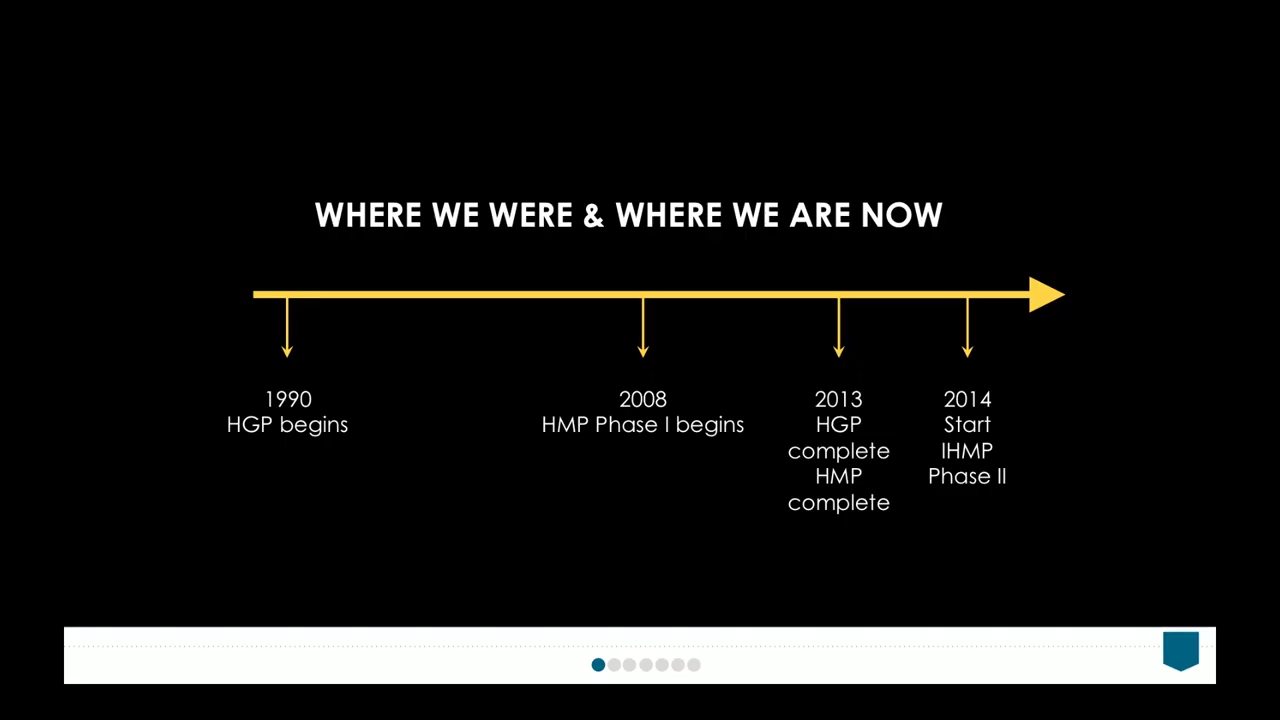 WHERE WE WERE & WHERE WE ARE NOW
1990
HGP begins
2008
HMP Phase I begins
2013
HGP
complete
HMP
complete
2014
Start
IHMP
Phase II